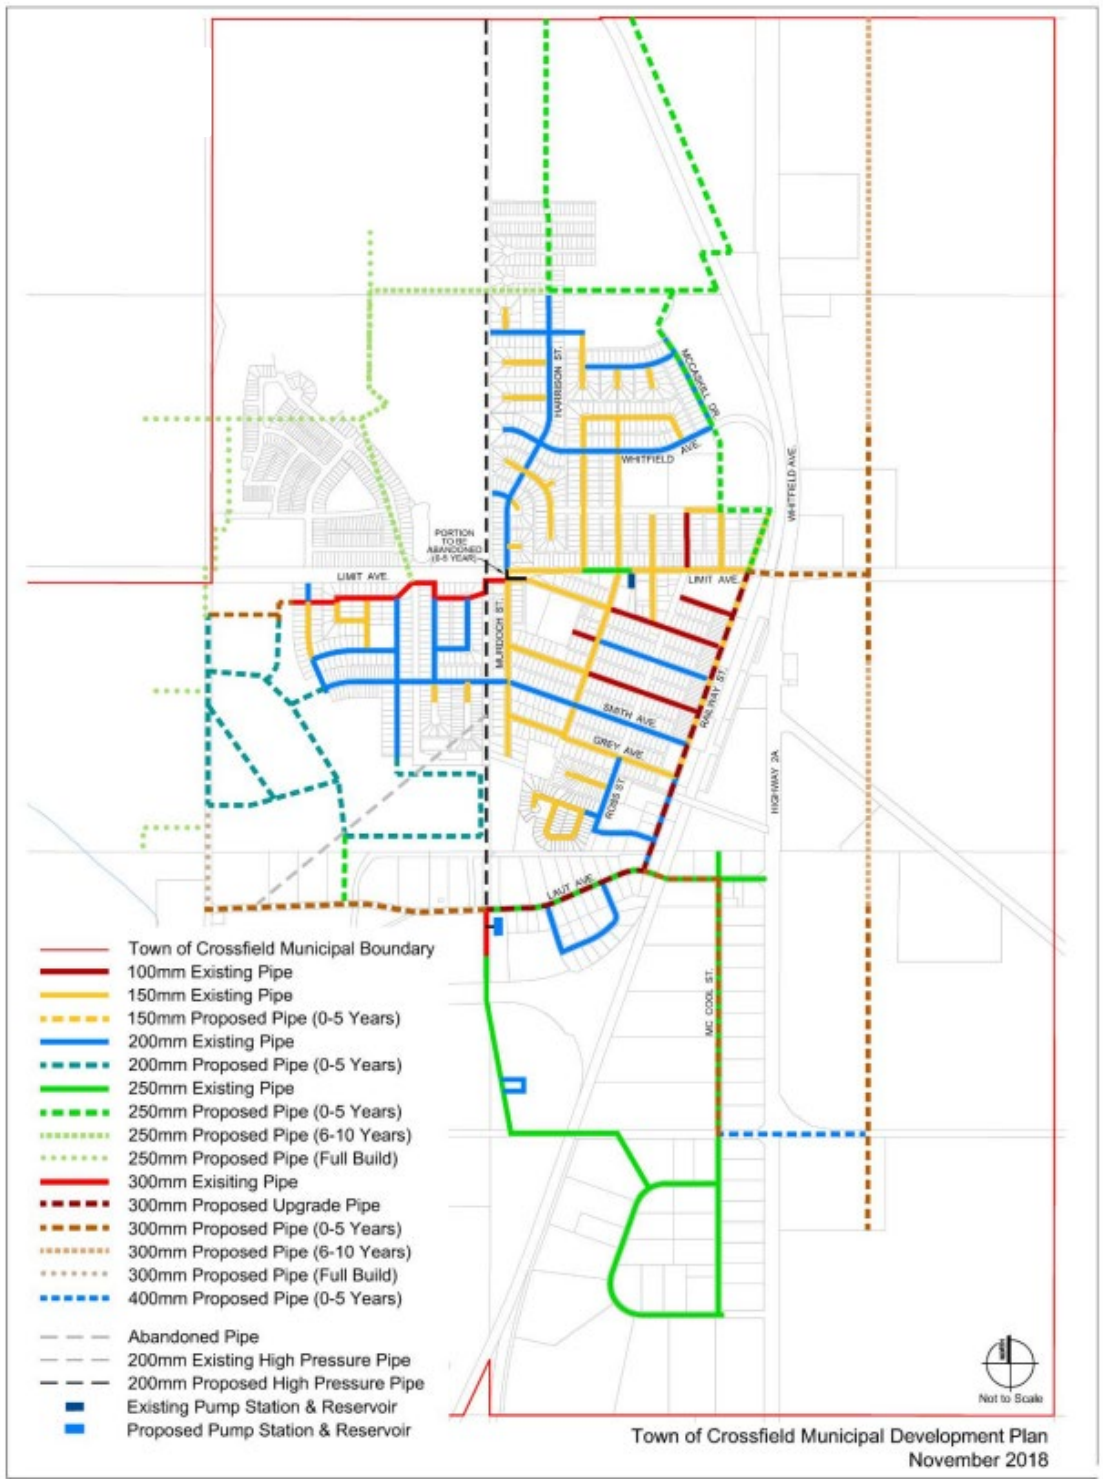 HARRISON ST.
MCCASKILL DR.
WHITFIELD AVE.
WHITFIELD AVE.
PORTION
TO BE
ABANDONED
(0-5 YEAR)
LIMIT AVE.
LIMIT AVE.
MURDOCH ST.
RAILWAY ST.
SMITH AVE.
GREY AVE.
ROSS ST.
HIGHWAY 2A
LAUT AVE.
MC COOL ST.
Town of Crossfield Municipal Boundary
100mm Existing Pipe
150mm Existing Pipe
150mm Proposed Pipe (0-5 Years)
200mm Existing Pipe
200mm Proposed Pipe (0-5 Years)
250mm Existing Pipe
250mm Proposed Pipe (0-5 Years)
250mm Proposed Pipe (6-10 Years)
250mm Proposed Pipe (Full Build)
300mm Exisiting Pipe
300mm Proposed Upgrade Pipe
300mm Proposed Pipe (0-5 Years)
300mm Proposed Pipe (6-10 Years)
300mm Proposed Pipe (Full Build)
400mm Proposed Pipe (0-5 Years)
Abandoned Pipe
200mm Existing High Pressure Pipe
200mm Proposed High Pressure Pipe
Existing Pump Station & Reservoir
Proposed Pump Station & Reservoir
Not to Scale
Town of Crossfield Municipal Development Plan
November 2018